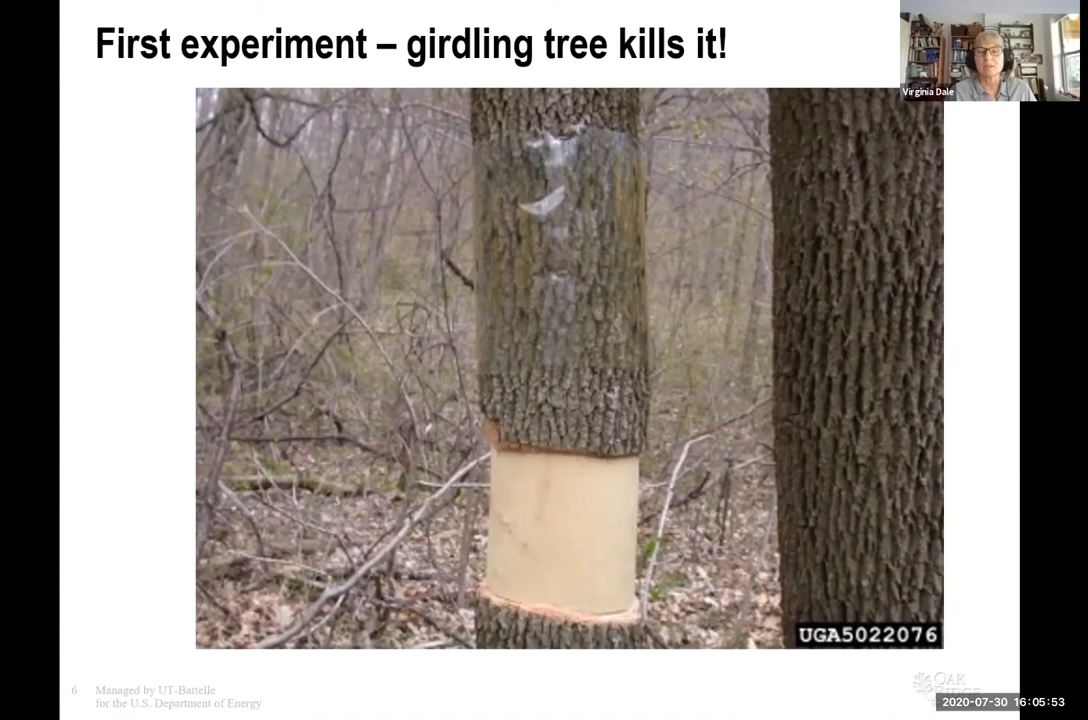 First experiment – girdling tree kills it!
Virginia Dale
UGA5022076
6
Managed by UT-Battelle
for the U.S. Department of Energy
OAK
2020-07-30 16:05:53